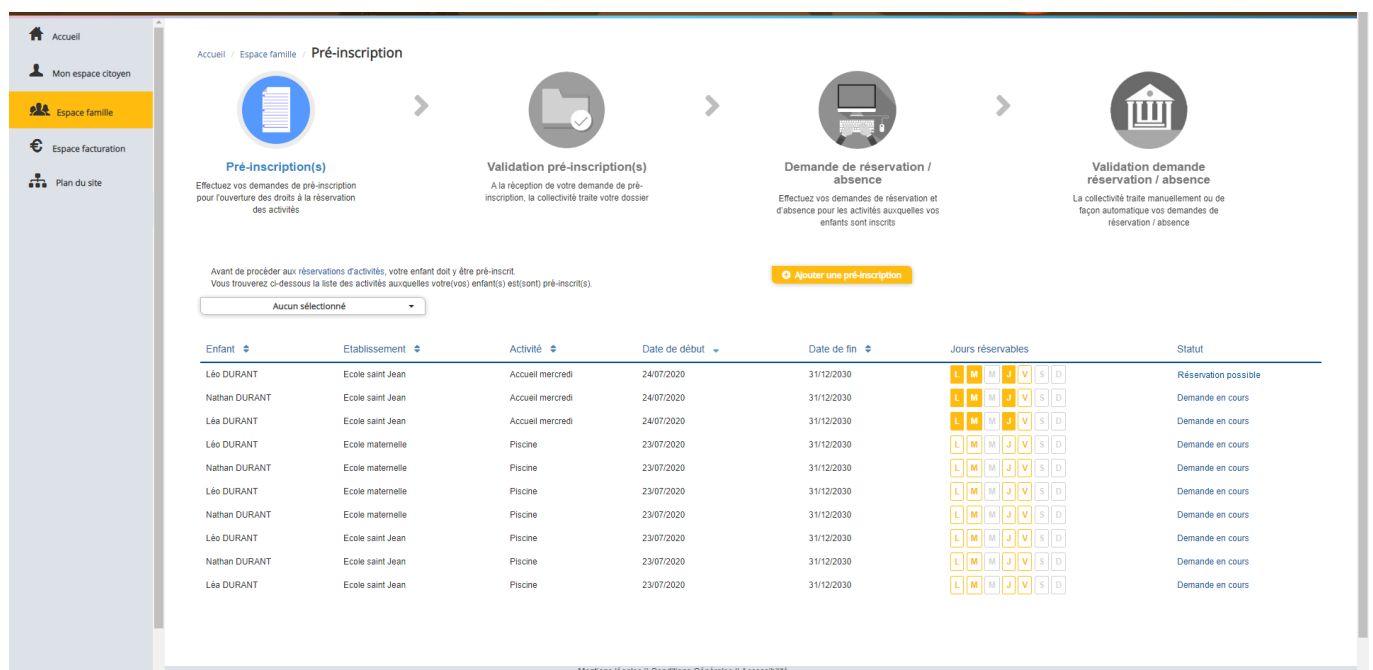 Accueil
Mon espace citoyen
Espace famille
Espace facturation
Plan du site
Accueil / Espace famille / Pré-inscription
Pré-inscription(s)
Effectuez vos demandes de pré-inscription
pour l'ouverture des droits à la réservation
des activités
Validation pré-inscription(s)
A la réception de votre demande de pré-
inscription, la collectivité traite votre dossier
Demande de réservation /
absence
Effectuez vos demandes de réservation et
d'absence pour les activités auxquelles vos
enfants sont inscrits
Validation demande
réservation / absence
La collectivité traite manuellement ou de
façon automatique vos demandes de
réservation / absence
Avant de procéder aux réservations d'activités, votre enfant doit y être pré-inscrit.
Vous trouverez ci-dessous la liste des activités auxquelles votre(vos) enfant(s) est(sont) pré-inscrit(s).
Ajouter une pré-inscription
Aucun sélectionné
Enfant Etablissement Activité Date de début Date de fin Jours réservables Statut
Léo DURANT Ecole saint Jean Accueil mercredi 24/07/2020 31/12/2030 L M M J V S D Réservation possible
Nathan DURANT Ecole saint Jean Accueil mercredi 24/07/2020 31/12/2030 L M M J V S D Demande en cours
Léa DURANT Ecole saint Jean Accueil mercredi 24/07/2020 31/12/2030 L M M J V S D Demande en cours
Léo DURANT Ecole maternelle Piscine 23/07/2020 31/12/2030 L M M J V S D Demande en cours
Nathan DURANT Ecole maternelle Piscine 23/07/2020 31/12/2030 L M M J V S D Demande en cours
Léo DURANT Ecole maternelle Piscine 23/07/2020 31/12/2030 L M M J V S D Demande en cours
Nathan DURANT Ecole maternelle Piscine 23/07/2020 31/12/2030 L M M J V S D Demande en cours
Léo DURANT Ecole saint Jean Piscine 23/07/2020 31/12/2030 L M M J V S D Demande en cours
Nathan DURANT Ecole saint Jean Piscine 23/07/2020 31/12/2030 L M M J V S D Demande en cours
Léa DURANT Ecole saint Jean Piscine 23/07/2020 31/12/2030 L M M J V S D Demande en cours
Mentions légales || Conditions Générales || Accessibilité